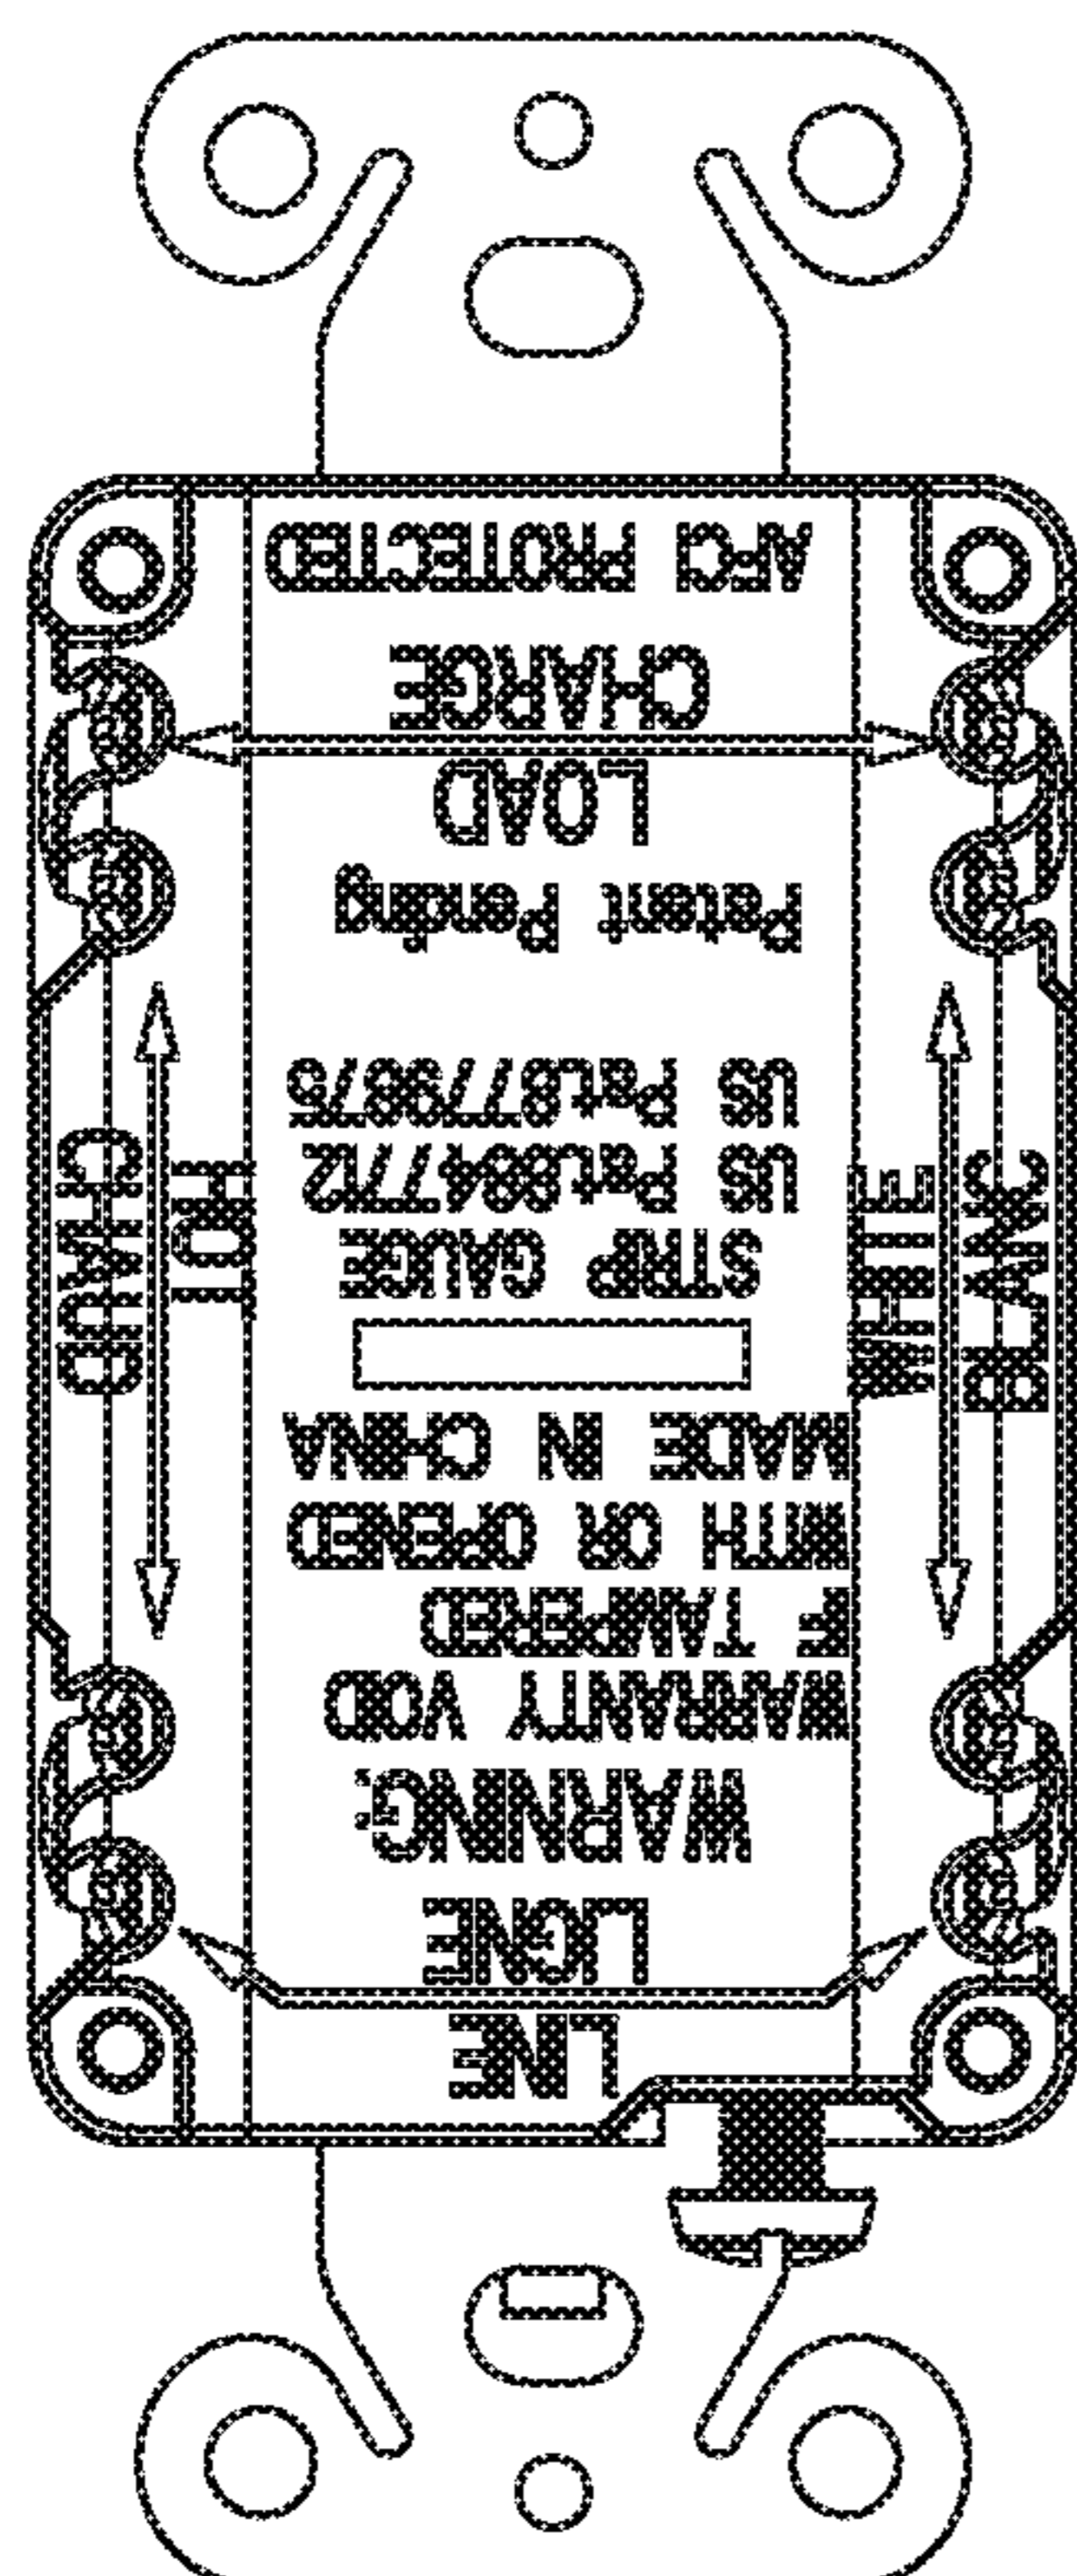 LINE
LIGNE
WARNING:
WARRANTY VOID
IF TAMPERED
WITH OR OPENED
MADE IN CHINA
BLANC
WHITE
STRIP GAUGE
US Pat.8847712
US Pat.8779875
HOT
CHAUD
Patent Pending
LOAD
CHARGE
AFCI PROTECTED